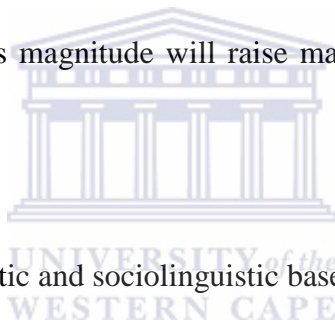 s magnitude will raise ma
tic and sociolinguistic base
UNIVERSITY of the
WESTERN CAPE